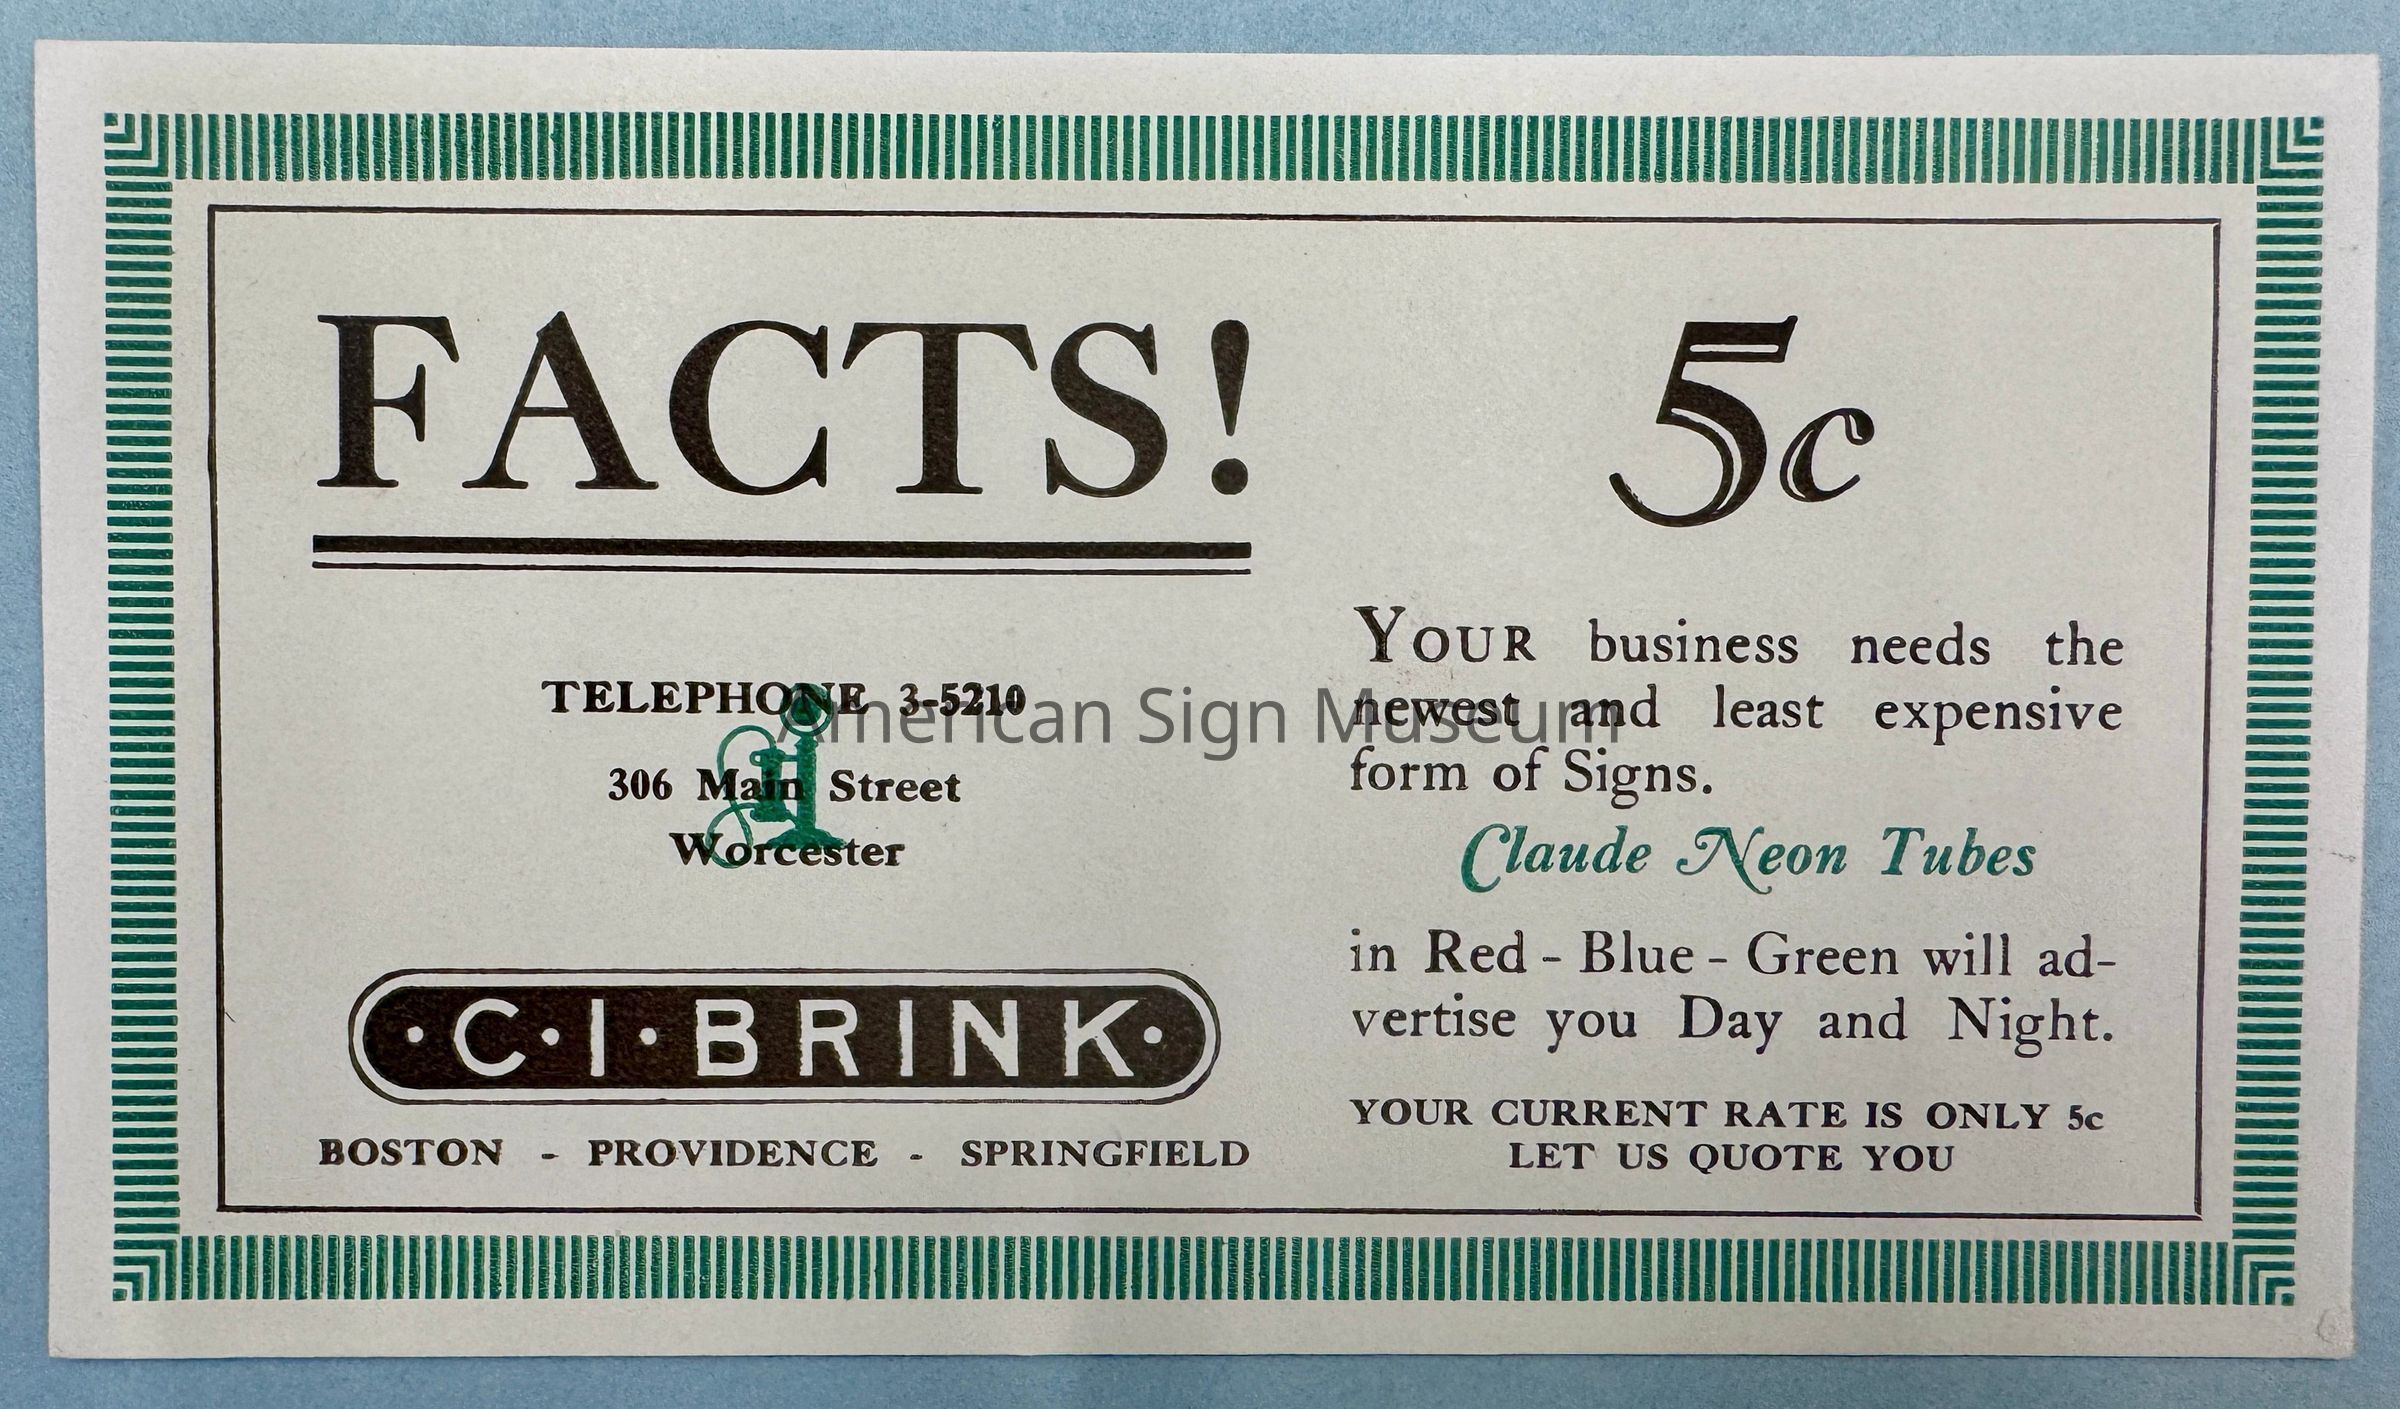 FACTS!
TELEPHONE 3-5210
306 Main Street
Worcester
·C·I·BRINK·
BOSTON - PROVIDENCE - SPRINGFIELD
5c
YOUR business needs the
newest and least expensive
form of Signs.
Claude Neon Tubes
in Red - Blue - Green will ad-
vertise you Day and Night.
YOUR CURRENT RATE IS ONLY 5c
LET US QUOTE YOU
American Sign Museum